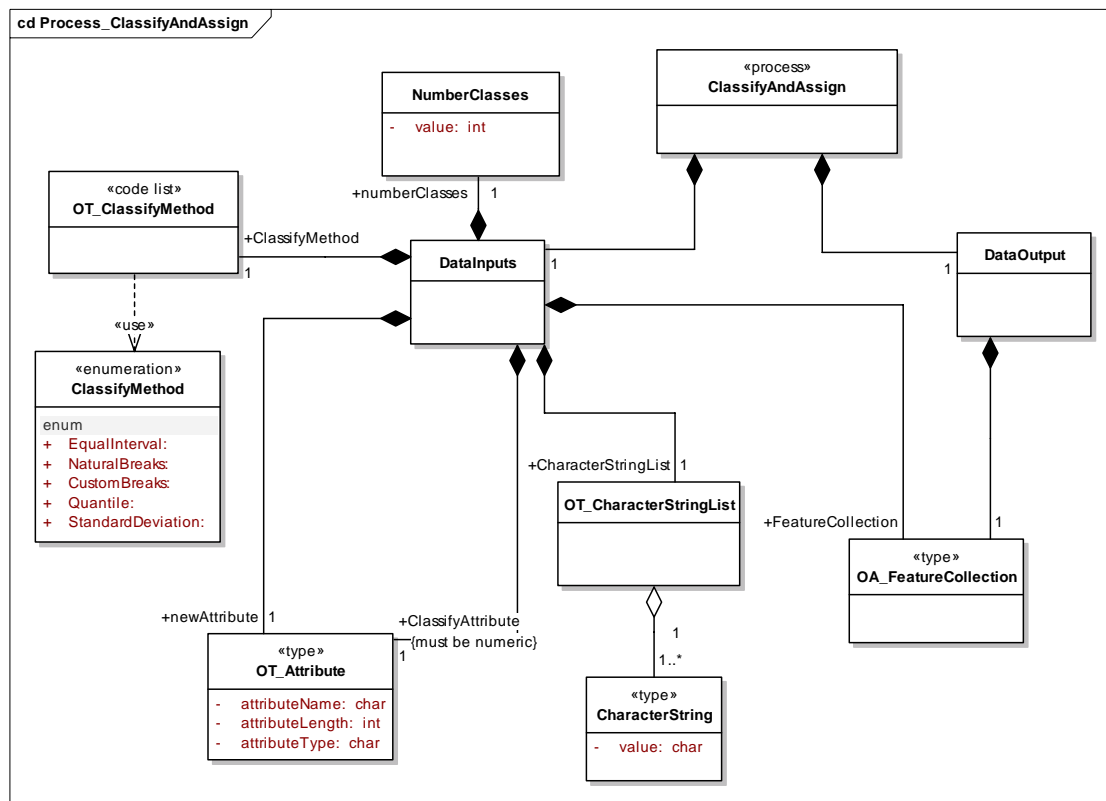 cd Process_ClassifyAndAssign
«process»
ClassifyAndAssign
NumberClasses
- value: int
+numberClasses 1
«code list»
OT_ClassifyMethod
+ClassifyMethod
1
DataInputs
1
DataOutput
1
«use»
«enumeration»
ClassifyMethod
enum
+ EqualInterval:
+ NaturalBreaks:
+ CustomBreaks:
+ Quantile:
+ StandardDeviation:
+CharacterStringList 1
OT_CharacterStringList
+FeatureCollection
1
«type»
OA_FeatureCollection
+newAttribute 1
+ClassifyAttribute
{must be numeric}
1
«type»
OT_Attribute
- attributeName: char
- attributeLength: int
- attributeType: char
1
1..*
«type»
CharacterString
- value: char